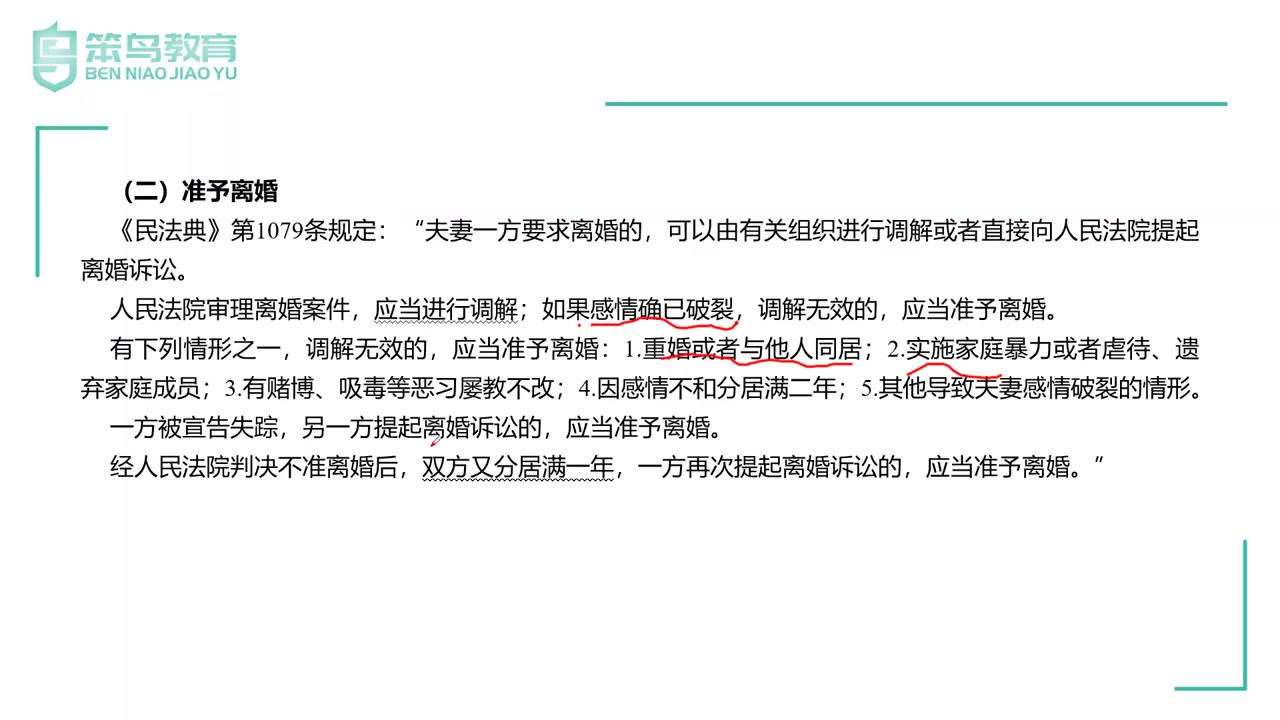 笨鸟教育
BEN NIAO JIAO YU
（二）准予离婚
《民法典》第1079条规定：“夫妻一方要求离婚的，可以由有关组织进行调解或者直接向人民法院提起
离婚诉讼。
人民法院审理离婚案件，应当进行调解；如果感情确已破裂，调解无效的，应当准予离婚。
有下列情形之一，调解无效的，应当准予离婚：1.重婚或者与他人同居；2.实施家庭暴力或者虐待、遗
弃家庭成员；3.有赌博、吸毒等恶习屡教不改；4.因感情不和分居满二年；5.其他导致夫妻感情破裂的情形。
一方被宣告失踪，另一方提起离婚诉讼的，应当准予离婚。
经人民法院判决不准离婚后，双方又分居满一年，一方再次提起离婚诉讼的，应当准予离婚。”